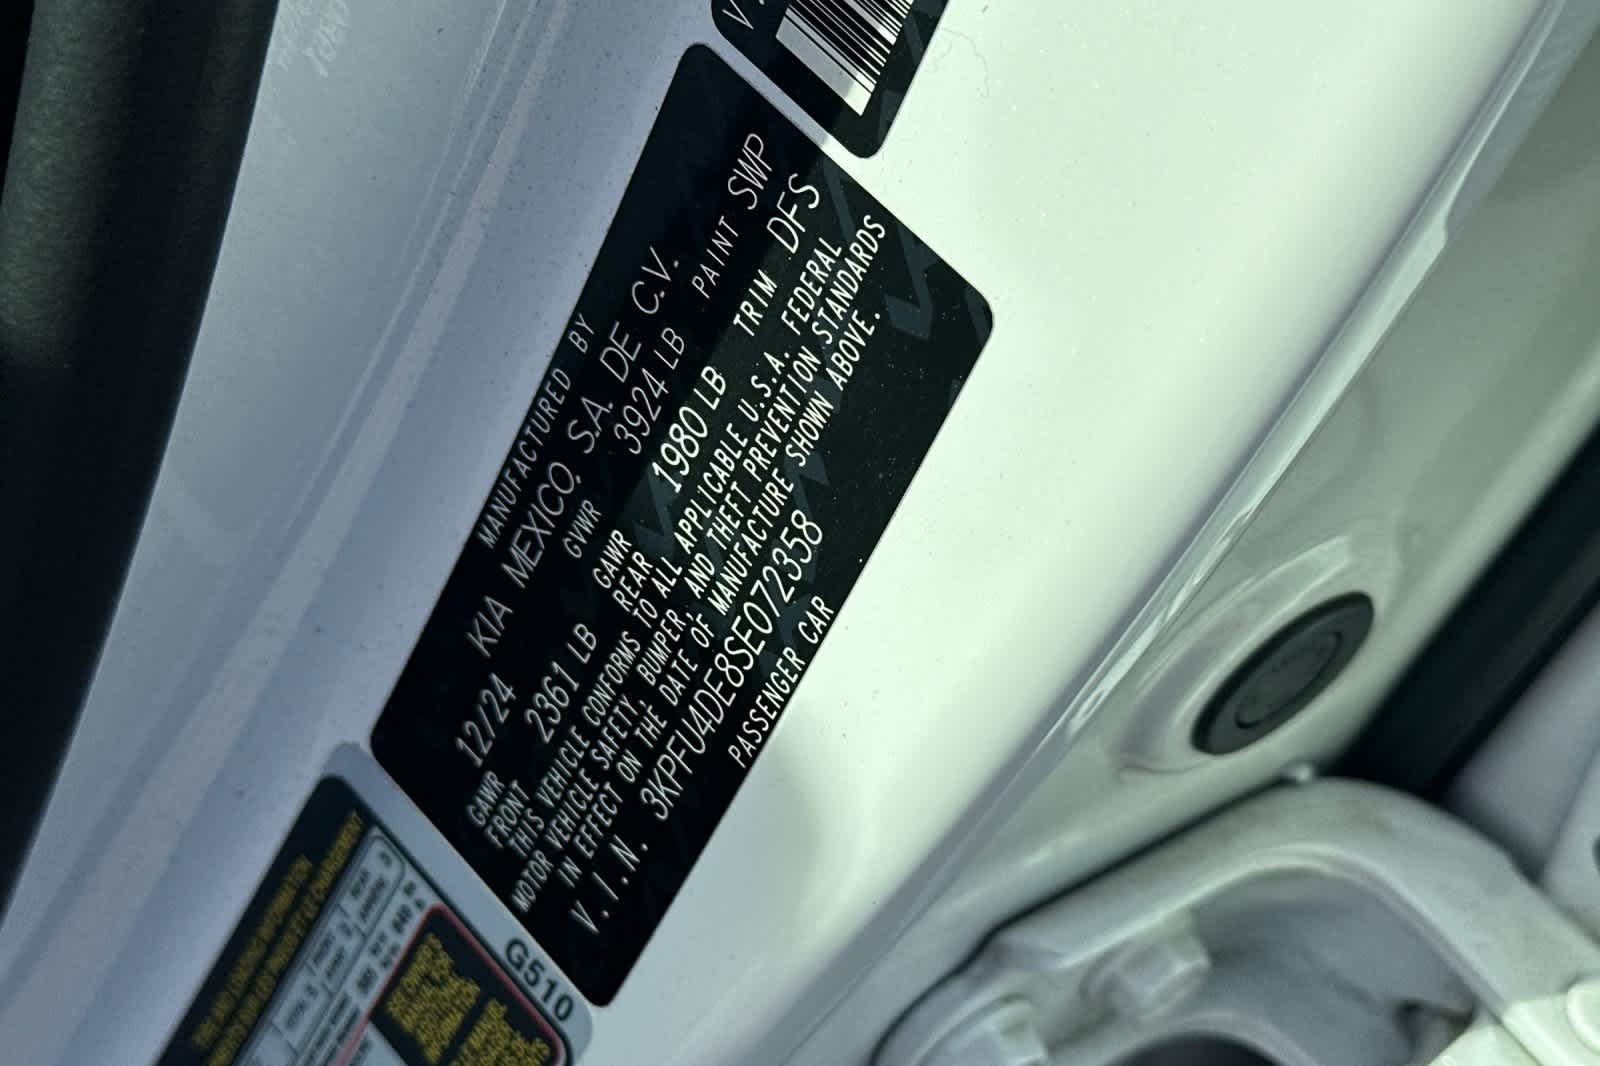 MANUFACTURED BY
12/24 KIA MEXICO, S.A. DE C.V.
GVWR 3924 LB PAINT SWP
GAWR FRONT 2361 LB GAWR REAR 1980 LB TRIM DFS
THIS VEHICLE CONFORMS TO ALL APPLICABLE U.S.A. FEDERAL
MOTOR VEHICLE SAFETY, BUMPER, AND THEFT PREVENTION STANDARDS
IN EFFECT ON THE DATE OF MANUFACTURE SHOWN ABOVE.
V.I.N. 3KPFU4DE8SE072358
PASSENGER CAR
G510